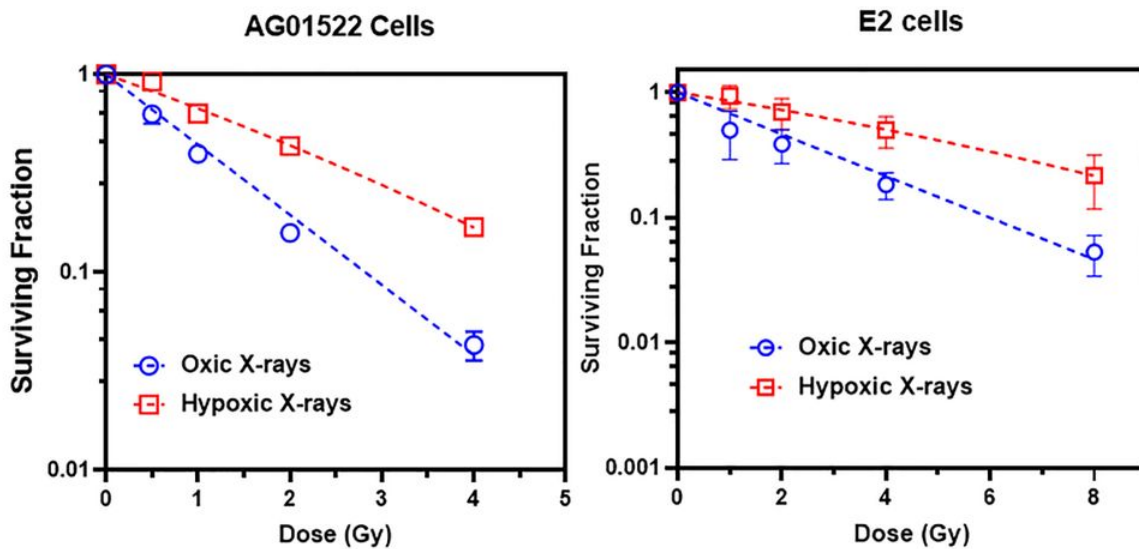 AG01522 Cells
Surviving Fraction
1
0.1
0.01
Oxic X-rays
Hypoxic X-rays
0 1 2 3 4 5
Dose (Gy)
E2 cells
Surviving Fraction
1
0.1
0.01
0.001
Oxic X-rays
Hypoxic X-rays
0 2 4 6 8
Dose (Gy)